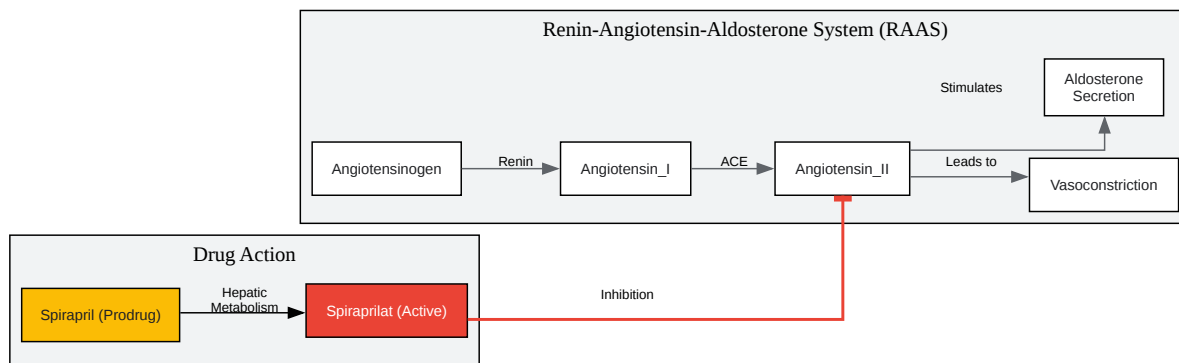 Renin-Angiotensin-Aldosterone System (RAAS)
Stimulates
Aldosterone
Secretion
Angiotensinogen
Renin
Angiotensin_I
ACE
Angiotensin_II
Leads to
Vasoconstriction
Drug Action
Spirapril (Prodrug)
Hepatic
Metabolism
Spiraprilat (Active)
Inhibition